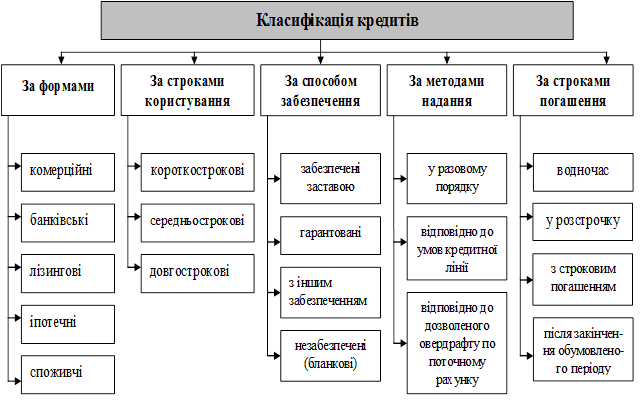 Класифікація кредитів
За формами
комерційні
банківські
лізингові
іпотечні
споживчі
За строками
користування
короткострокові
середньострокові
довгострокові
За способом
забезпечення
забезпечені
заставою
гарантовані
з іншим
забезпеченням
незабезпечені
(бланкові)
За методами
надання
у разовому
порядку
відповідно до
умов кредитної
лінії
відповідно до
дозволеного
овердрафту по
поточному
рахунку
За строками
погашення
водночас
у розстрочку
з строковим
погашенням
після закінчен-
ня обумовлено-
го періоду